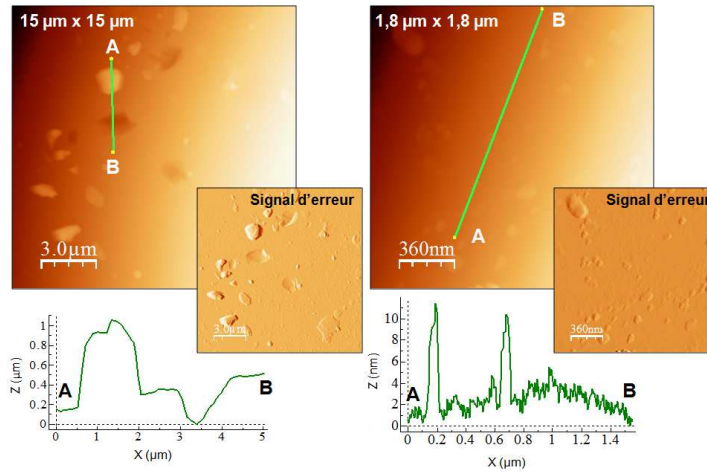 15 µm x 15 µm
A
B
3.0µm
Signal d'erreur
3.0µm
1
0.8
0.6
0.4
0.2
0
Z (µm)
A
B
0
1
2
3
4
5
X (µm)
1,8 µm x 1,8 µm
B
A
360nm
Signal d'erreur
360nm
10
8
6
4
2
0
Z (nm)
A
B
0
0.2
0.4
0.6
0.8
1
1.2
1.4
X (µm)